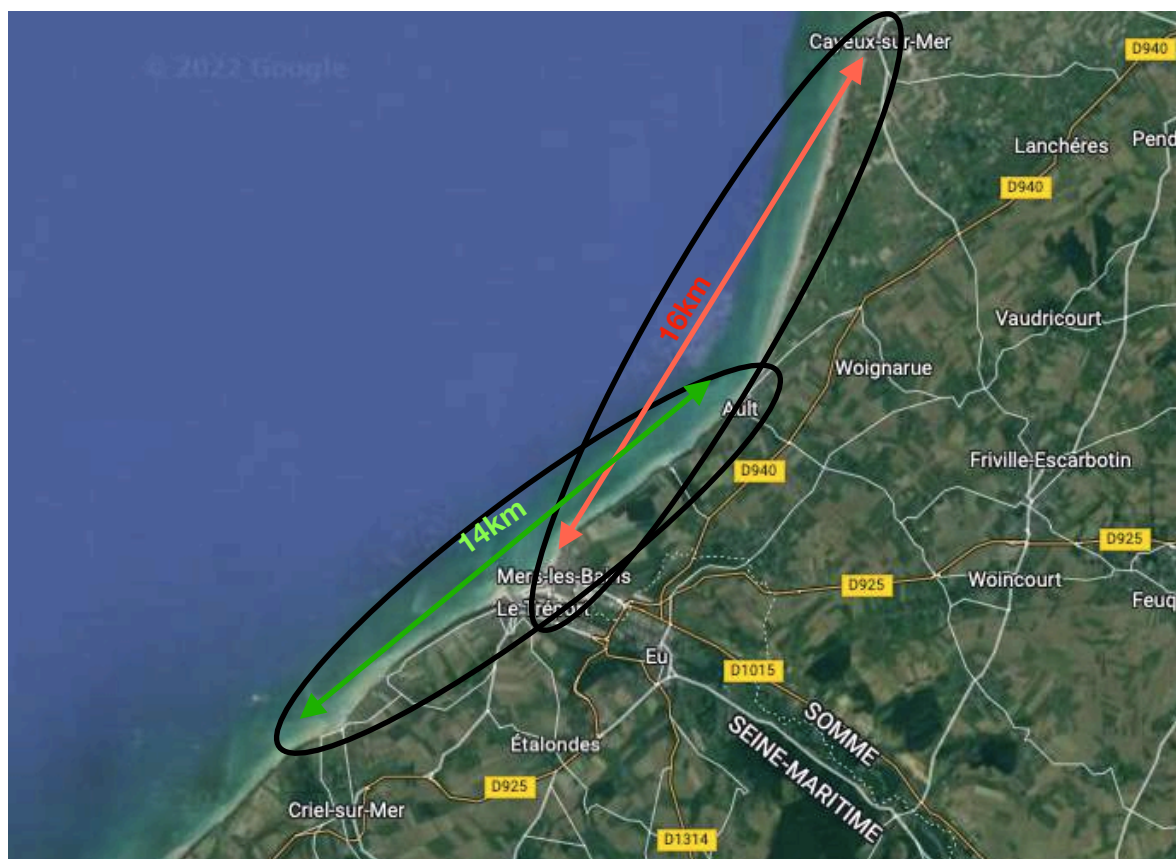 © 2022 Google
Cayeux-sur-Mer
D940
Lanchéres
Pend
D940
16km
Vaudricourt
Woignarue
Ault
D940
Friville-Escarbotin
14km
D925
Mers-les-Bains
D925
Woincourt
Le Tréport
Feuq
Eu
D1015
SOMME
SEINE-MARITIME
Étalondes
D925
Criel-sur-Mer
D1314